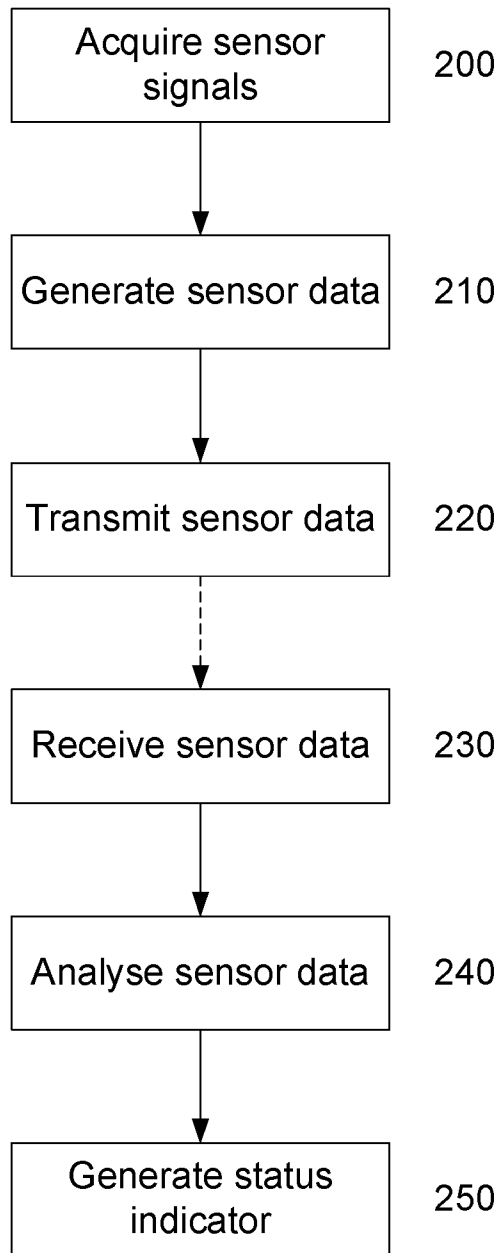 Acquire sensor
signals
200
Generate sensor data
210
Transmit sensor data
220
Receive sensor data
230
Analyse sensor data
240
Generate status
indicator
250